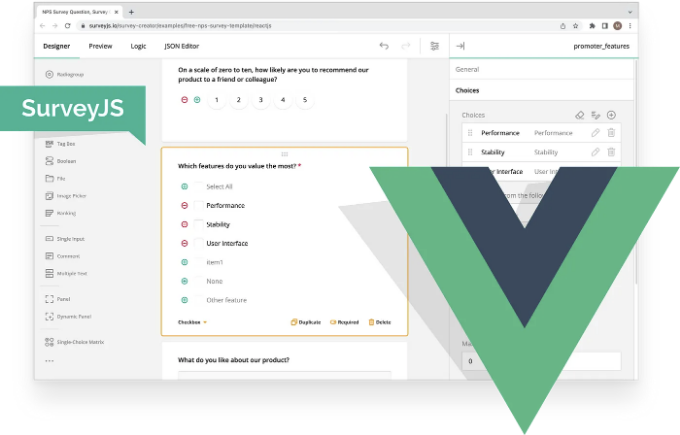 NPS Survey Question, Survey
surveyjs.io/survey-creator/examples/free-nps-survey-template/reactjs
Designer
Preview
Logic
JSON Editor
promoter_features
SurveyJS
Radiogroup
Tag Box
Boolean
File
Image Picker
Ranking
Single Input
Comment
Multiple Text
Panel
Dynamic Panel
Single-Choice Matrix
On a scale of zero to ten, how likely are you to recommend our
product to a friend or colleague?
1 2 3 4 5
Which features do you value the most? *
Select All
Performance
Stability
User Interface
item1
None
Other feature
Checkbox
Duplicate
Required
Delete
What do you like about our product?
General
Choices
Choices
Performance Performance
Stability Stability
User Interface User Inter
from the follow
0